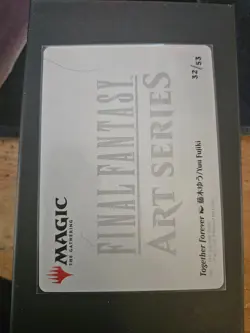 MAGIC
THE GATHERING
FINAL FANTASY
ART SERIES
Together Forever 藤木ゆう/Yuu Fujiki
32/53